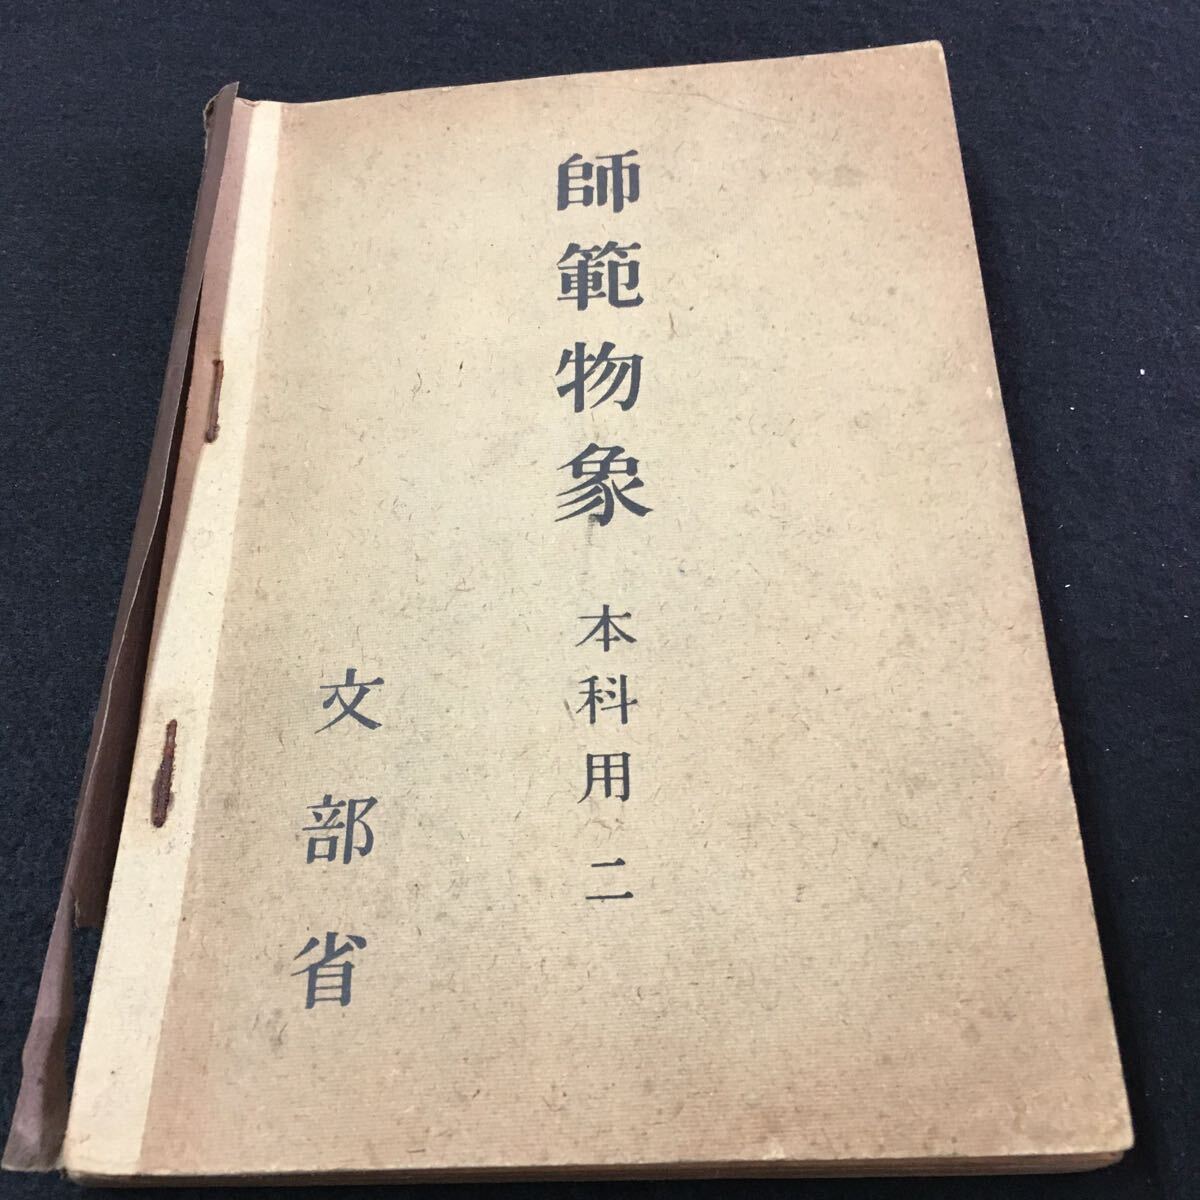 師範物象 本科用 二
文部省